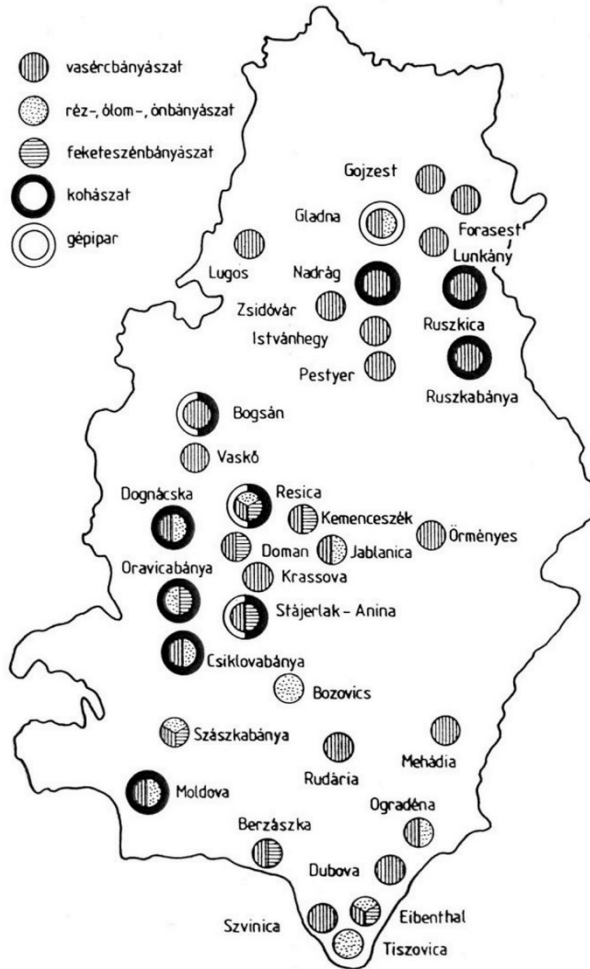 vasércbányászat
réz-, ólom-, ónbányászat
feketeszénbányászat
kohászat
gépipar
Gojzest
Forasest
Gladna
Lunkány
Lugos
Nadrág
Zsidóvár
Ruszkica
Istvánhegy
Pestyer
Ruszkabánya
Bogsán
Vaskő
Dognácska
Resica
Kemenceszék
Örményes
Doman
Jablanica
Oravicabánya
Krassova
Stájerlak - Anina
Csiklovabánya
Bozovics
Szászkabánya
Mehádia
Rudária
Moldova
Ogradéna
Berzászka
Dubova
Szvinica
Eibenthal
Tiszovica